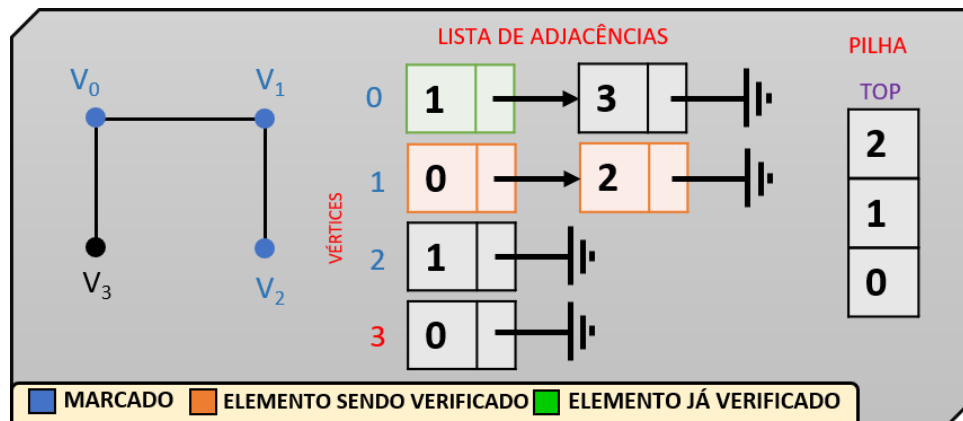 LISTA DE ADJACÊNCIAS
PILHA
TOP
V₀ V₁
V₃ V₂
VÉRTICES
0 1 3
1 0 2
2 1
3 0
2
1
0
MARCADO ELEMENTO SENDO VERIFICADO ELEMENTO JÁ VERIFICADO